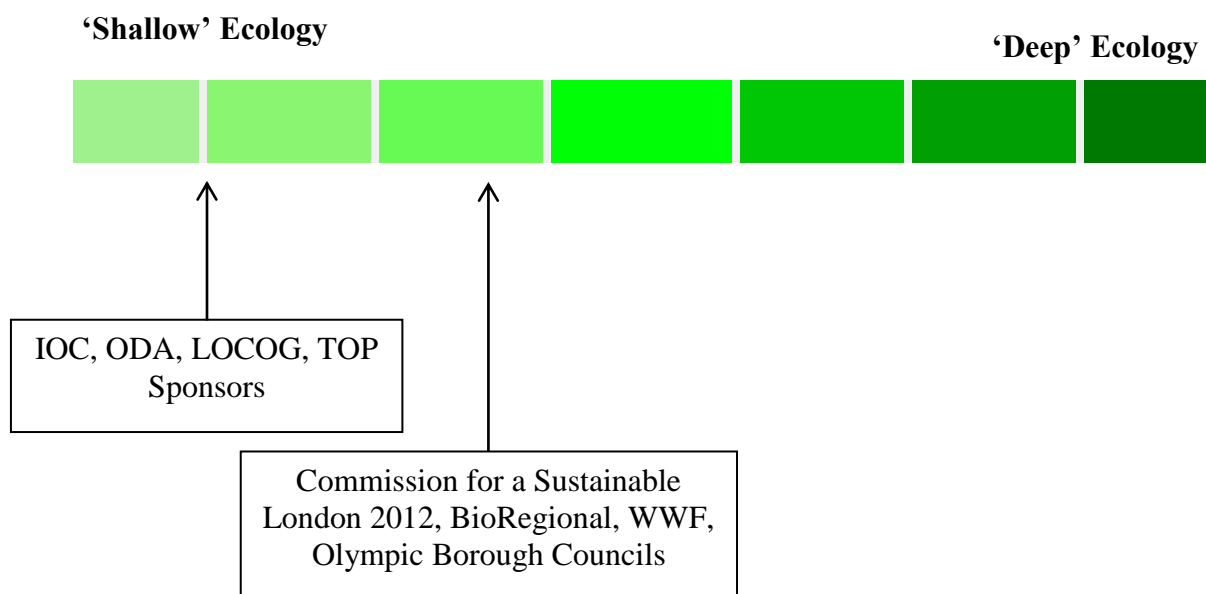 ‘Shallow’ Ecology
‘Deep’ Ecology
IOC, ODA, LOCOG, TOP
Sponsors
Commission for a Sustainable
London 2012, BioRegional, WWF,
Olympic Borough Councils